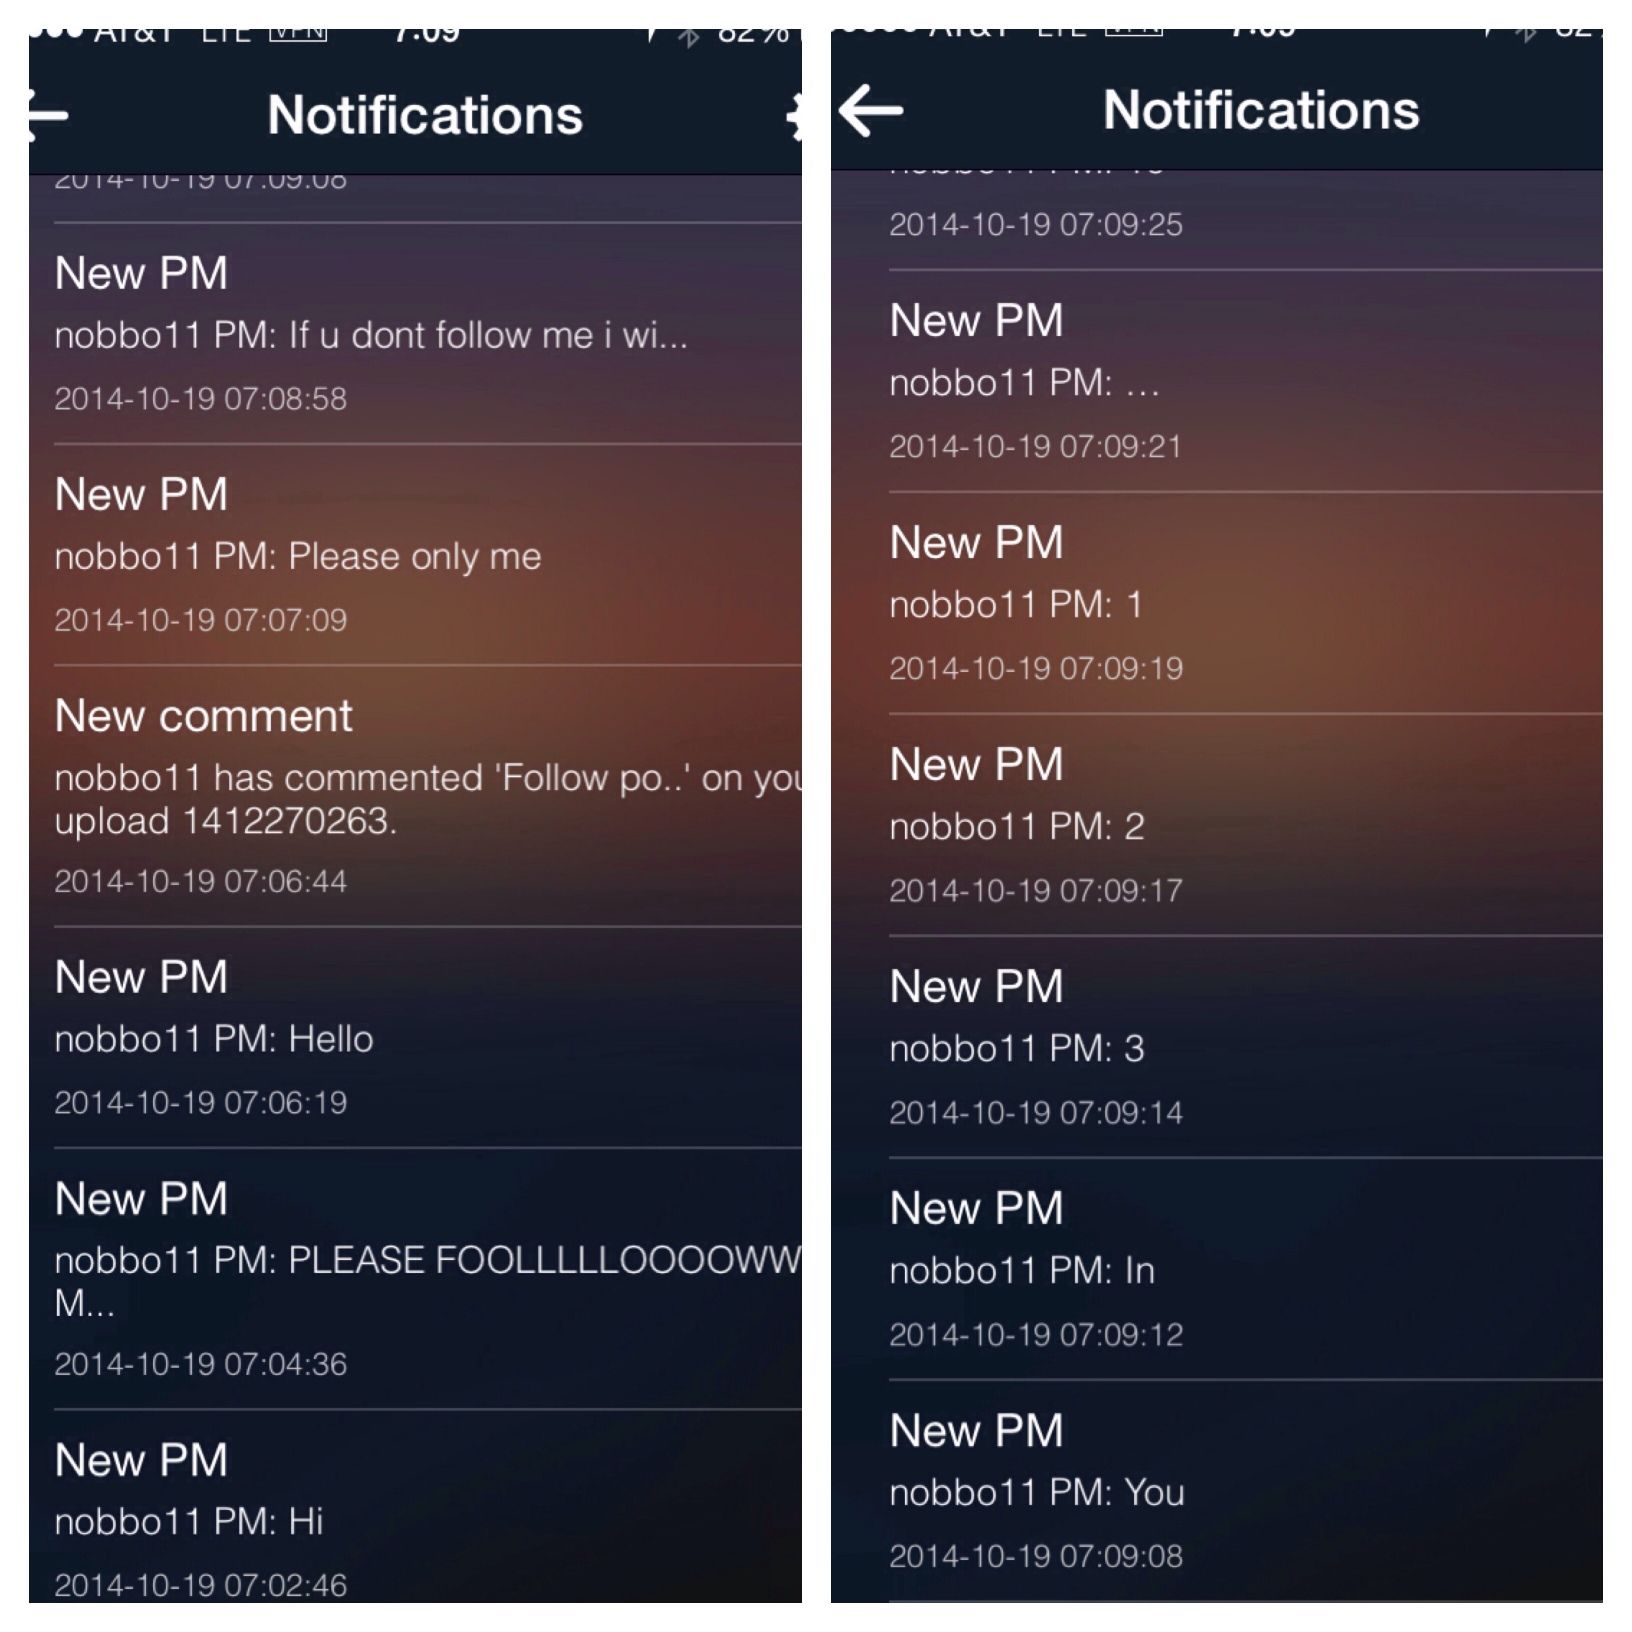 AT&T LTE VPN 7:09 82%
Notifications
2014-10-19 07:09:08
New PM
nobbo11 PM: If u dont follow me i wi...
2014-10-19 07:08:58
New PM
nobbo11 PM: Please only me
2014-10-19 07:07:09
New comment
nobbo11 has commented 'Follow po..' on you
upload 1412270263.
2014-10-19 07:06:44
New PM
nobbo11 PM: Hello
2014-10-19 07:06:19
New PM
nobbo11 PM: PLEASE FOOLLLLLOOOOWW
M...
2014-10-19 07:04:36
New PM
nobbo11 PM: Hi
2014-10-19 07:02:46
AT&T LTE VPN 7:09 82
Notifications
2014-10-19 07:09:25
New PM
nobbo11 PM: ...
2014-10-19 07:09:21
New PM
nobbo11 PM: 1
2014-10-19 07:09:19
New PM
nobbo11 PM: 2
2014-10-19 07:09:17
New PM
nobbo11 PM: 3
2014-10-19 07:09:14
New PM
nobbo11 PM: In
2014-10-19 07:09:12
New PM
nobbo11 PM: You
2014-10-19 07:09:08